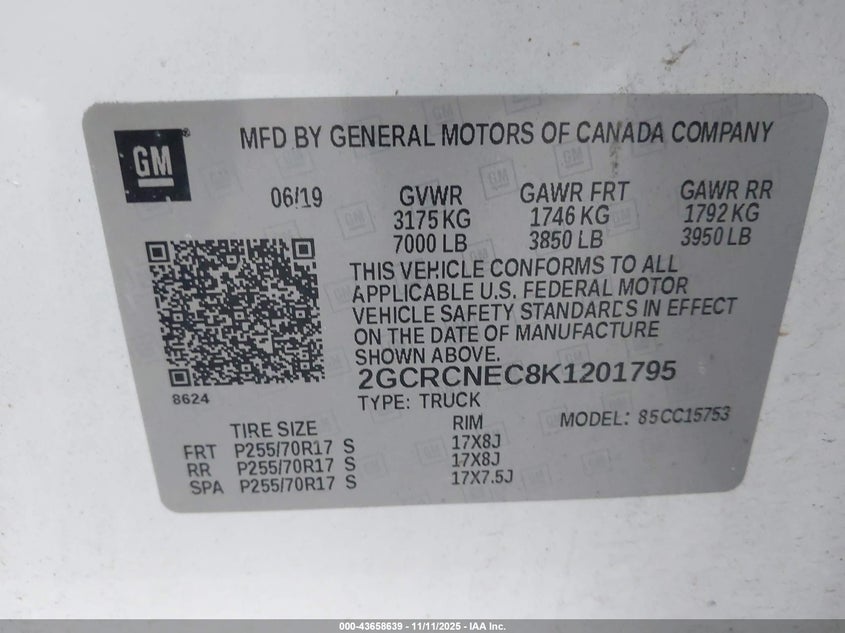 GM
®
MFD BY GENERAL MOTORS OF CANADA COMPANY
06/19 GVWR GAWR FRT GAWR RR
3175 KG 1746 KG 1792 KG
7000 LB 3850 LB 3950 LB
THIS VEHICLE CONFORMS TO ALL
APPLICABLE U.S. FEDERAL MOTOR
VEHICLE SAFETY STANDARDS IN EFFECT
ON THE DATE OF MANUFACTURE
SHOWN ABOVE.
2GCRCNEC8K1201795
8624
TYPE: TRUCK
TIRE SIZE RIM MODEL: 85CC15753
FRT P255/70R17 S 17X8J
RR P255/70R17 S 17X8J
SPA P255/70R17 S 17X7.5J
000-43658639 - 11/11/2025 - IAA Inc.